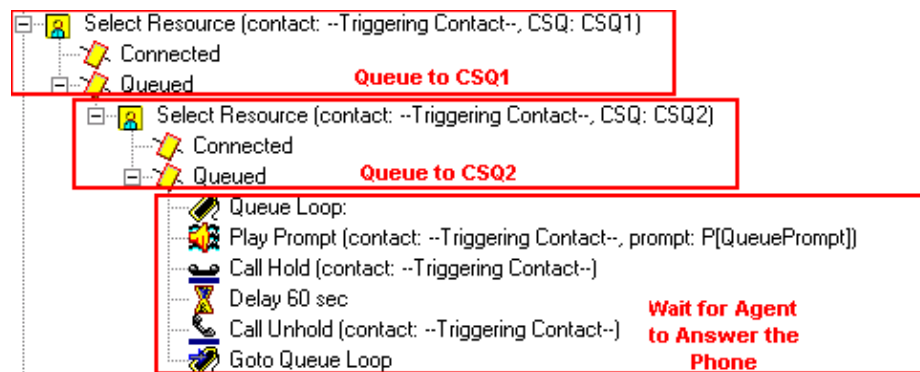 Select Resource (contact: --Triggering Contact--, CSQ: CSQ1)
Connected
Queued
Queue to CSQ1
Select Resource (contact: --Triggering Contact--, CSQ: CSQ2)
Connected
Queued
Queue to CSQ2
Queue Loop:
Play Prompt (contact: --Triggering Contact--, prompt: P[QueuePrompt])
Call Hold (contact: --Triggering Contact--)
Delay 60 sec
Call Unhold (contact: --Triggering Contact--)
Goto Queue Loop
Wait for Agent
to Answer the
Phone